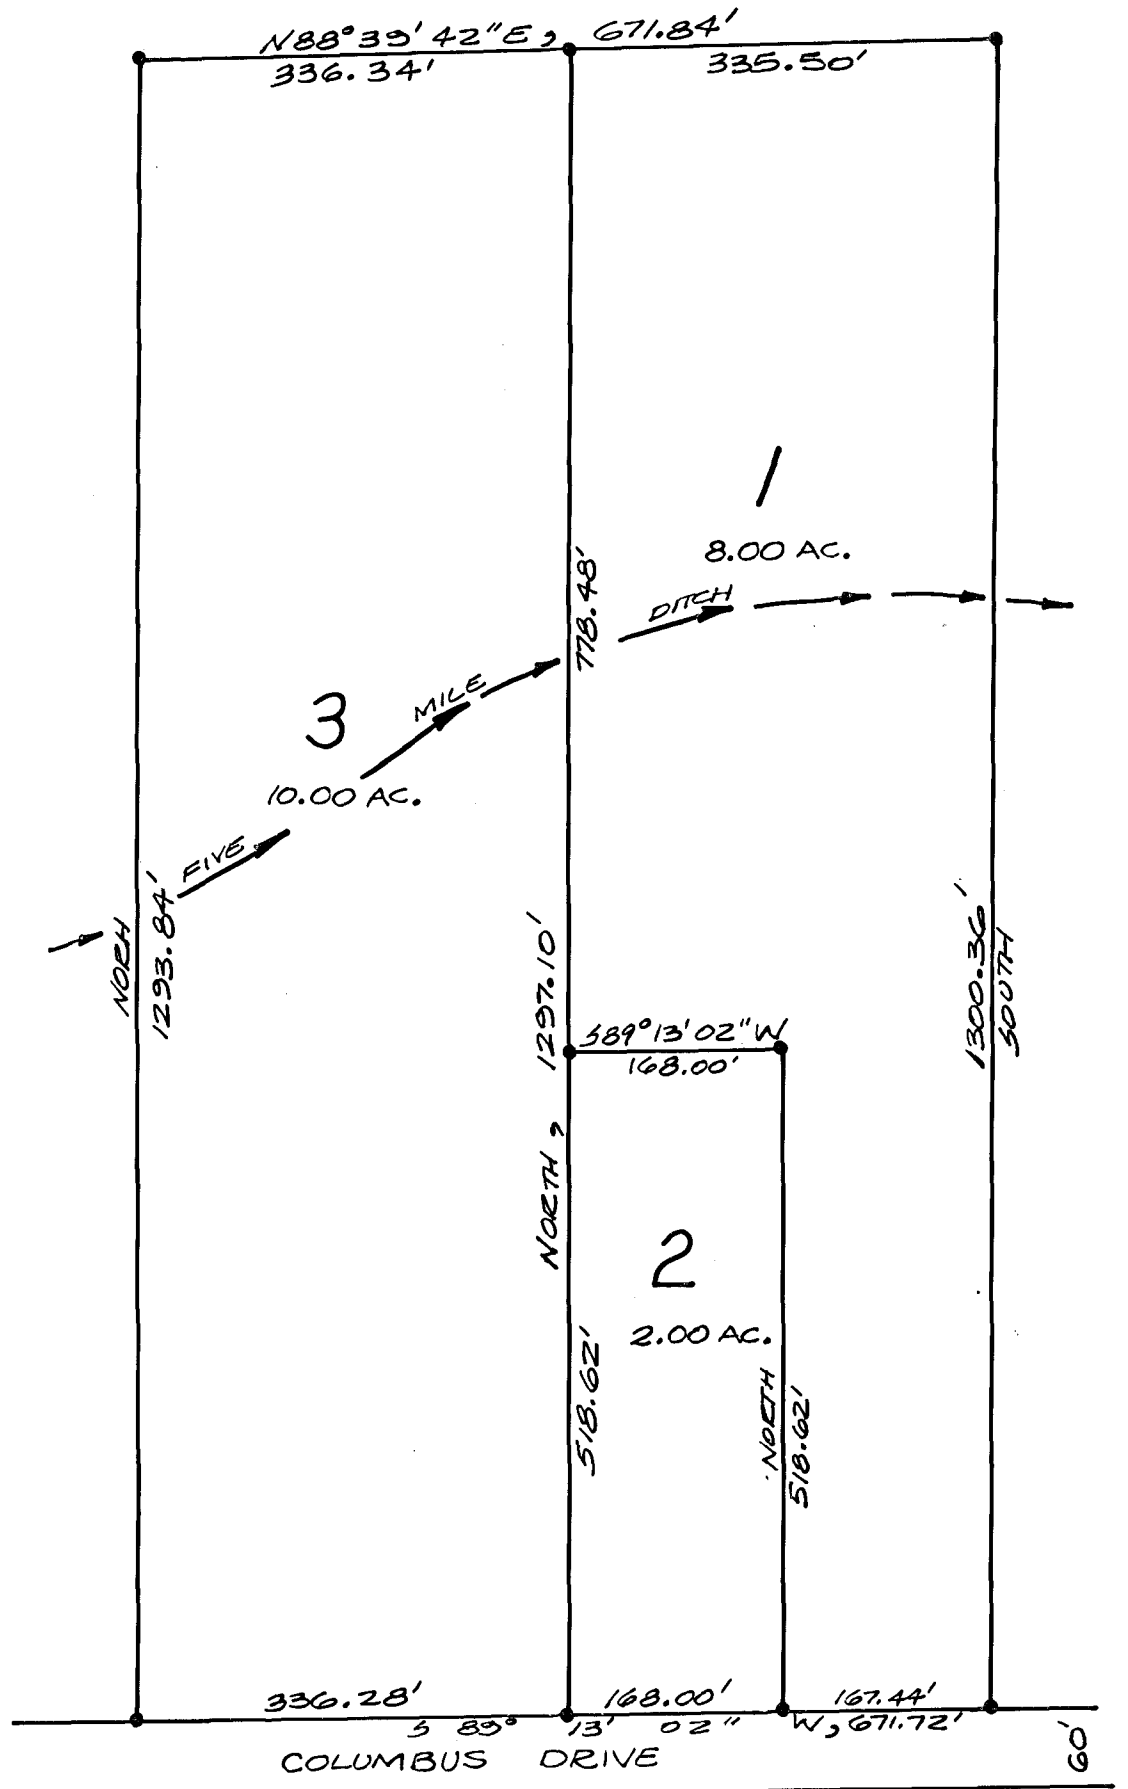 N88°39'42"E, 671.84'
336.34'
335.50'
1
8.00 AC.
778.48'
DITCH
MILE
3
10.00 AC.
FIVE
NORH
1293.84'
NORTH, 1297.10'
1300.36'
SOUTH
S89°13'02"W
168.00'
2
2.00 AC.
518.62'
NORTH
518.62'
336.28'
168.00'
167.44'
S 89° 13' 02" W, 671.72'
COLUMBUS DRIVE
60'